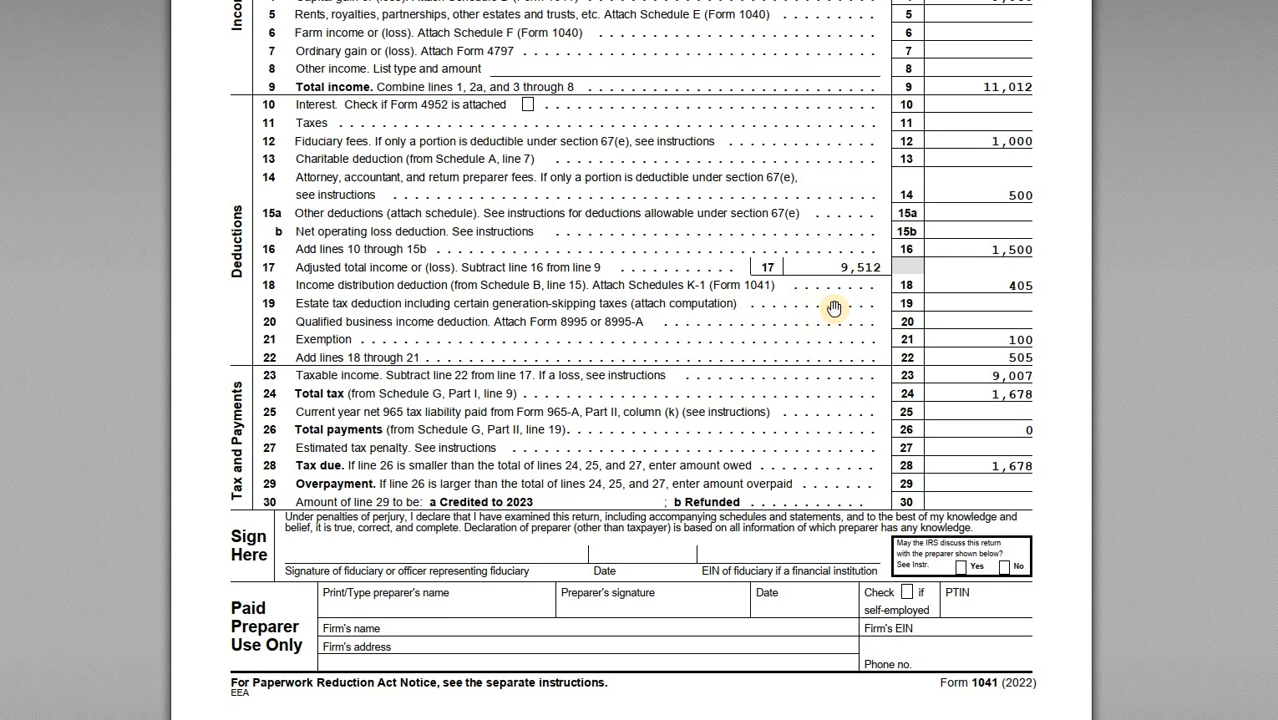 5 Rents, royalties, partnerships, other estates and trusts, etc. Attach Schedule E (Form 1040) 5
6 Farm income or (loss). Attach Schedule F (Form 1040) 6
7 Ordinary gain or (loss). Attach Form 4797 7
8 Other income. List type and amount 8
9 Total income. Combine lines 1, 2a, and 3 through 8 9 11,012
Deductions
10 Interest. Check if Form 4952 is attached 10
11 Taxes 11
12 Fiduciary fees. If only a portion is deductible under section 67(e), see instructions 12 1,000
13 Charitable deduction (from Schedule A, line 7) 13
14 Attorney, accountant, and return preparer fees. If only a portion is deductible under section 67(e),
see instructions 14 500
15a Other deductions (attach schedule). See instructions for deductions allowable under section 67(e) 15a
b Net operating loss deduction. See instructions 15b
16 Add lines 10 through 15b 16 1,500
17 Adjusted total income or (loss). Subtract line 16 from line 9 17 9,512
18 Income distribution deduction (from Schedule B, line 15). Attach Schedules K-1 (Form 1041) 18 405
19 Estate tax deduction including certain generation-skipping taxes (attach computation) 19
20 Qualified business income deduction. Attach Form 8995 or 8995-A 20
21 Exemption 21 100
22 Add lines 18 through 21 22 505
Tax and Payments
23 Taxable income. Subtract line 22 from line 17. If a loss, see instructions 23 9,007
24 Total tax (from Schedule G, Part I, line 9) 24 1,678
25 Current year net 965 tax liability paid from Form 965-A, Part II, column (k) (see instructions) 25
26 Total payments (from Schedule G, Part II, line 19). 26 0
27 Estimated tax penalty. See instructions 27
28 Tax due. If line 26 is smaller than the total of lines 24, 25, and 27, enter amount owed 28 1,678
29 Overpayment. If line 26 is larger than the total of lines 24, 25, and 27, enter amount overpaid 29
30 Amount of line 29 to be: a Credited to 2023 ; b Refunded 30
Sign Here
Under penalties of perjury, I declare that I have examined this return, including accompanying schedules and statements, and to the best of my knowledge and
belief, it is true, correct, and complete. Declaration of preparer (other than taxpayer) is based on all information of which preparer has any knowledge.
Signature of fiduciary or officer representing fiduciary Date EIN of fiduciary if a financial institution
May the IRS discuss this return
with the preparer shown below?
See Instr. Yes No
Paid Preparer Use Only
Print/Type preparer's name Preparer's signature Date Check if self-employed PTIN
Firm's name Firm's EIN
Firm's address
Phone no.
For Paperwork Reduction Act Notice, see the separate instructions. Form 1041 (2022)
EEA